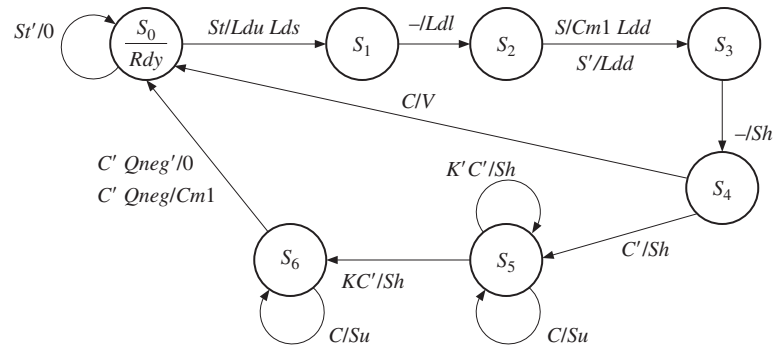 St′/0
S0
Rdy
St/Ldu Lds
S1
–/Ldl
S2
S/Cm1 Ldd
S′/Ldd
S3
C/V
–/Sh
C′ Qneg′/0
C′ Qneg/Cm1
K′C′/Sh
S4
C′/Sh
S6
KC′/Sh
S5
C/Su
C/Su